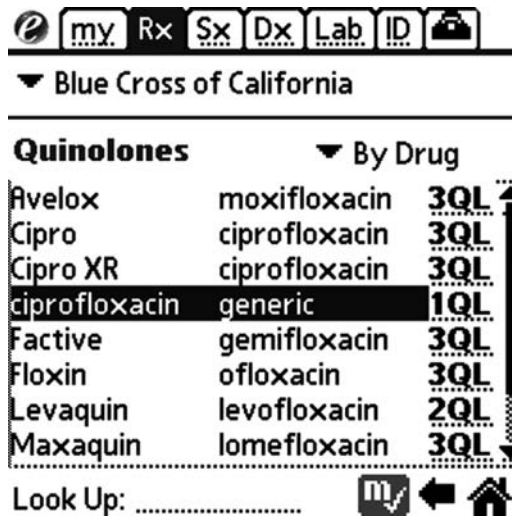 e my Rx Sx Dx Lab ID
Blue Cross of California
Quinolones By Drug
Avelox moxifloxacin 3QL
Cipro ciprofloxacin 3QL
Cipro XR ciprofloxacin 3QL
ciprofloxacin generic 1QL
Factive gemifloxacin 3QL
Floxin ofloxacin 3QL
Levaquin levofloxacin 2QL
Maxaquin lomefloxacin 3QL
Look Up: m